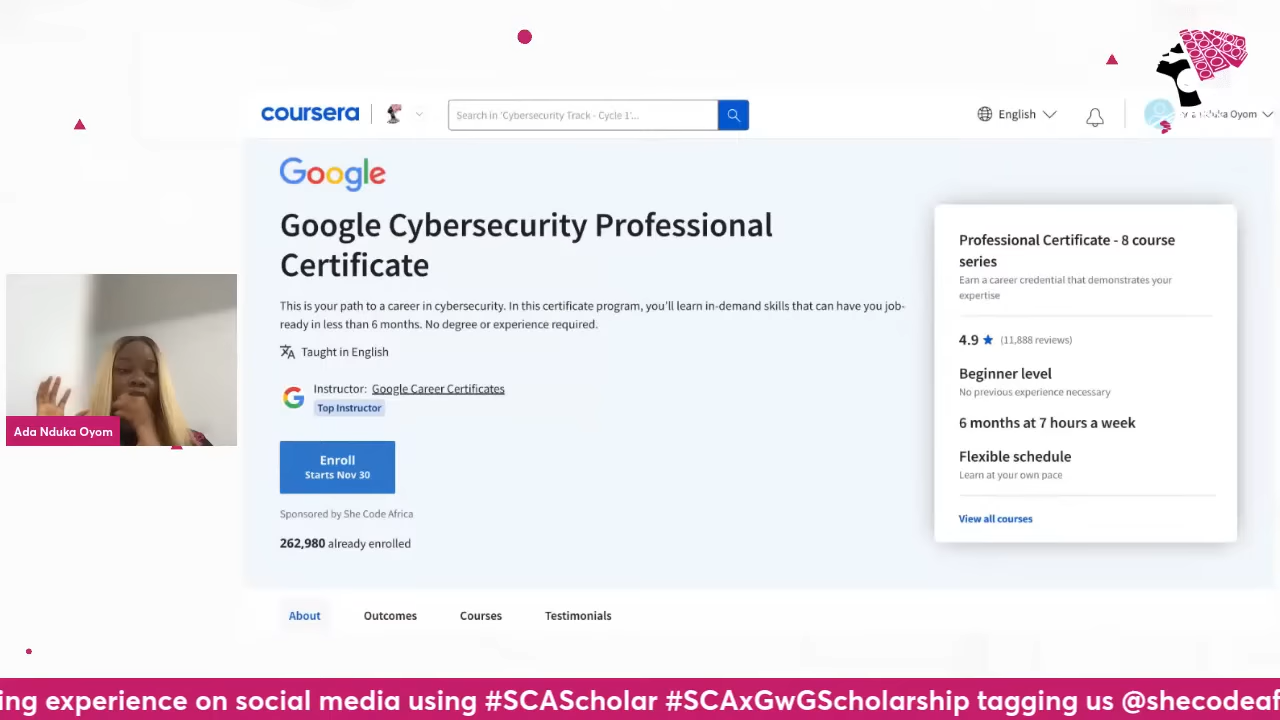 coursera
Search in 'Cybersecurity Track - Cycle 1'...
English
Nduka Oyom
Google
Google Cybersecurity Professional
Certificate
This is your path to a career in cybersecurity. In this certificate program, you'll learn in-demand skills that can have you job-
ready in less than 6 months. No degree or experience required.
Taught in English
Instructor: Google Career Certificates
Top Instructor
Enroll
Starts Nov 30
Sponsored by She Code Africa
262,980 already enrolled
Professional Certificate - 8 course
series
Earn a career credential that demonstrates your
expertise
4.9 ★ (11,888 reviews)
Beginner level
No previous experience necessary
6 months at 7 hours a week
Flexible schedule
Learn at your own pace
View all courses
Ada Nduka Oyom
About Outcomes Courses Testimonials
ing experience on social media using #SCAScholar #SCAxGwGScholarship tagging us @shecodeaf